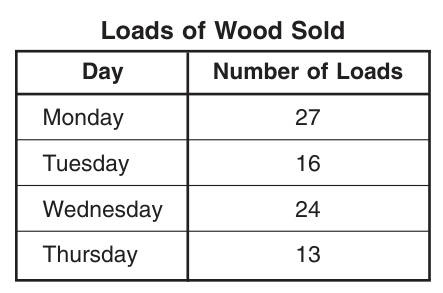 Loads of Wood Sold
Day Number of Loads
Monday 27
Tuesday 16
Wednesday 24
Thursday 13